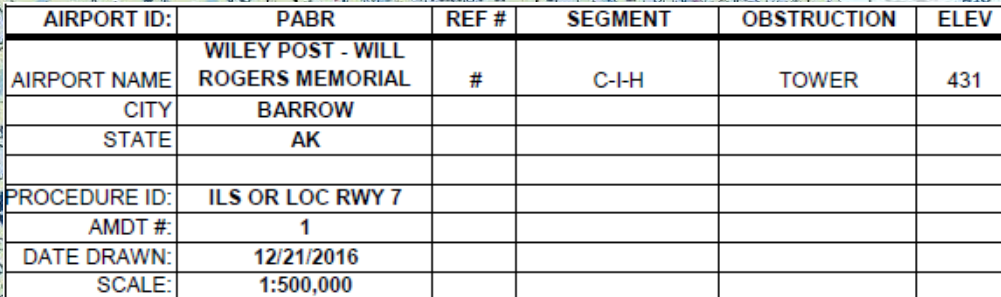 AIRPORT ID: PABR REF # SEGMENT OBSTRUCTION ELEV
WILEY POST - WILL
AIRPORT NAME ROGERS MEMORIAL # C-I-H TOWER 431
CITY BARROW
STATE AK
PROCEDURE ID: ILS OR LOC RWY 7
AMDT #: 1
DATE DRAWN: 12/21/2016
SCALE: 1:500,000